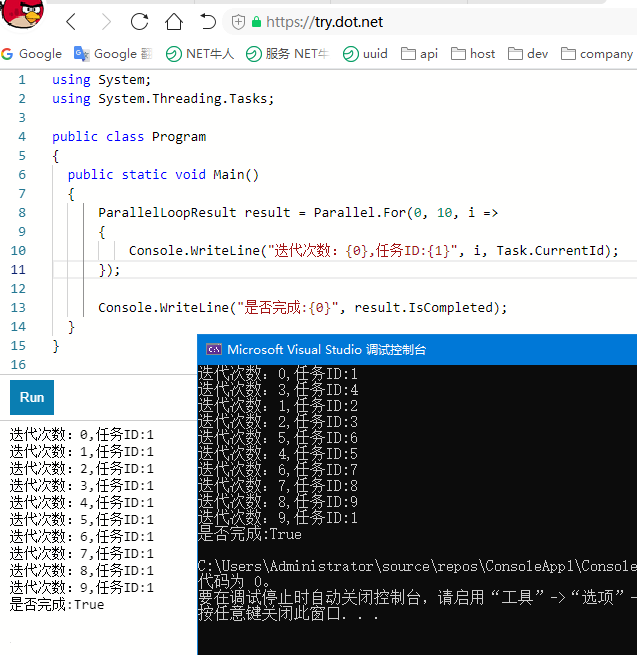 https://try.dot.net
Google Google 翻 NET牛人 服务 NET牛 uuid api host dev company
1 using System;
2 using System.Threading.Tasks;
3
4 public class Program
5 {
6 public static void Main()
7 {
8 ParallelLoopResult result = Parallel.For(0, 10, i =>
9 {
10 Console.WriteLine("迭代次数：{0},任务ID:{1}", i, Task.CurrentId);
11 });
12
13 Console.WriteLine("是否完成:{0}", result.IsCompleted);
14 }
15 }
16
Run
迭代次数：0,任务ID:1
迭代次数：1,任务ID:1
迭代次数：2,任务ID:1
迭代次数：3,任务ID:1
迭代次数：4,任务ID:1
迭代次数：5,任务ID:1
迭代次数：6,任务ID:1
迭代次数：7,任务ID:1
迭代次数：8,任务ID:1
迭代次数：9,任务ID:1
是否完成:True
Microsoft Visual Studio 调试控制台
迭代次数：0,任务ID:1
迭代次数：3,任务ID:4
迭代次数：1,任务ID:2
迭代次数：2,任务ID:3
迭代次数：5,任务ID:6
迭代次数：4,任务ID:5
迭代次数：6,任务ID:7
迭代次数：7,任务ID:8
迭代次数：8,任务ID:9
迭代次数：9,任务ID:1
是否完成:True
C:\Users\Administrator\source\repos\ConsoleApp1\Console
代码为 0。
要在调试停止时自动关闭控制台，请启用“工具”->“选项”-
按任意键关闭此窗口. . .